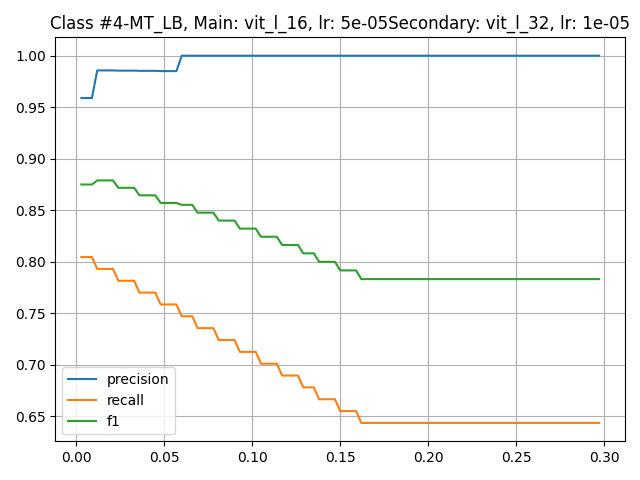 Class #4-MT_LB, Main: vit_l_16, lr: 5e-05Secondary: vit_l_32, lr: 1e-05
1.00
0.95
0.90
0.85
0.80
0.75
0.70
0.65
precision
recall
f1
0.00 0.05 0.10 0.15 0.20 0.25 0.30